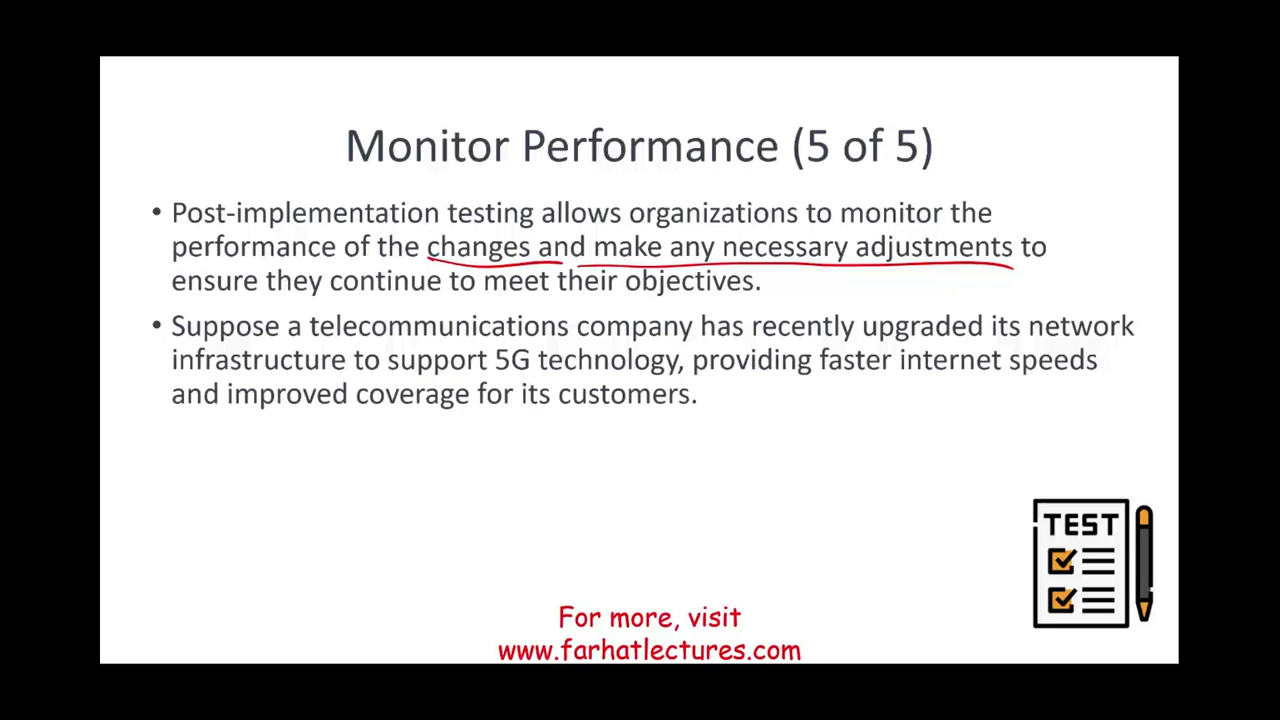 Monitor Performance (5 of 5)
• Post-implementation testing allows organizations to monitor the
performance of the changes and make any necessary adjustments to
ensure they continue to meet their objectives.
• Suppose a telecommunications company has recently upgraded its network
infrastructure to support 5G technology, providing faster internet speeds
and improved coverage for its customers.
TEST
For more, visit
www.farhatlectures.com